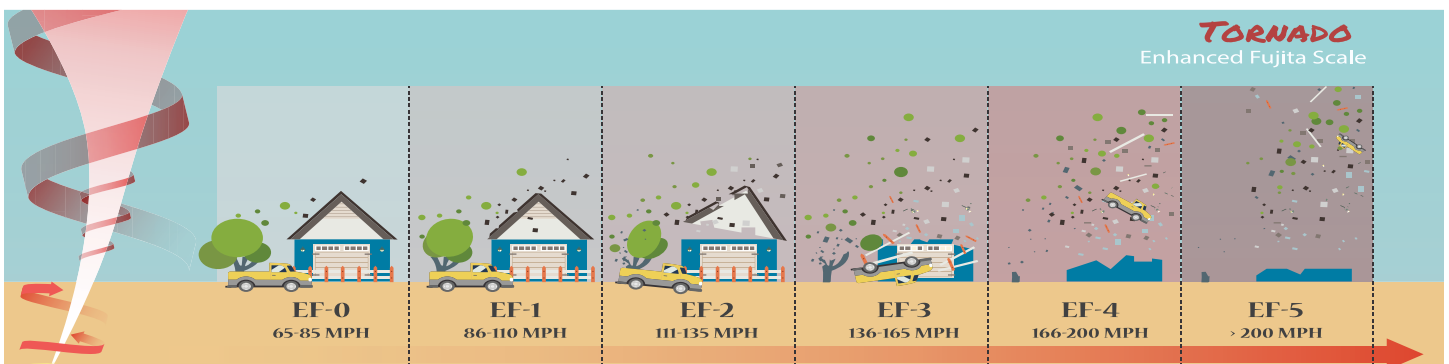 TORNADO
Enhanced Fujita Scale
EF-0
65-85 MPH
EF-1
86-110 MPH
EF-2
111-135 MPH
EF-3
136-165 MPH
EF-4
166-200 MPH
EF-5
> 200 MPH